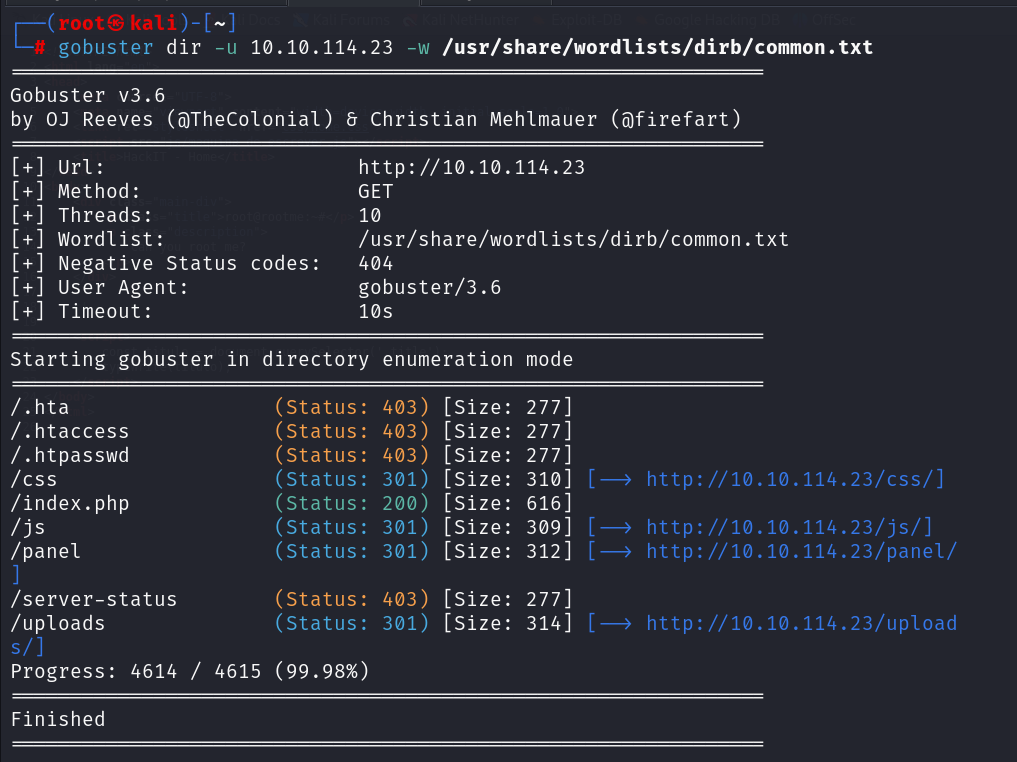 ┌──(root㉿kali)-[~]
└─# gobuster dir -u 10.10.114.23 -w /usr/share/wordlists/dirb/common.txt
===============================================================
Gobuster v3.6
by OJ Reeves (@TheColonial) & Christian Mehlmauer (@firefart)
===============================================================
[+] Url:                     http://10.10.114.23
[+] Method:                  GET
[+] Threads:                 10
[+] Wordlist:                /usr/share/wordlists/dirb/common.txt
[+] Negative Status codes:   404
[+] User Agent:              gobuster/3.6
[+] Timeout:                 10s
===============================================================
Starting gobuster in directory enumeration mode
===============================================================
/.hta                 (Status: 403) [Size: 277]
/.htaccess            (Status: 403) [Size: 277]
/.htpasswd            (Status: 403) [Size: 277]
/css                  (Status: 301) [Size: 310] [--> http://10.10.114.23/css/]
/index.php            (Status: 200) [Size: 616]
/js                   (Status: 301) [Size: 309] [--> http://10.10.114.23/js/]
/panel                (Status: 301) [Size: 312] [--> http://10.10.114.23/panel/
]
/server-status        (Status: 403) [Size: 277]
/uploads              (Status: 301) [Size: 314] [--> http://10.10.114.23/upload
s/]
Progress: 4614 / 4615 (99.98%)
===============================================================
Finished
===============================================================